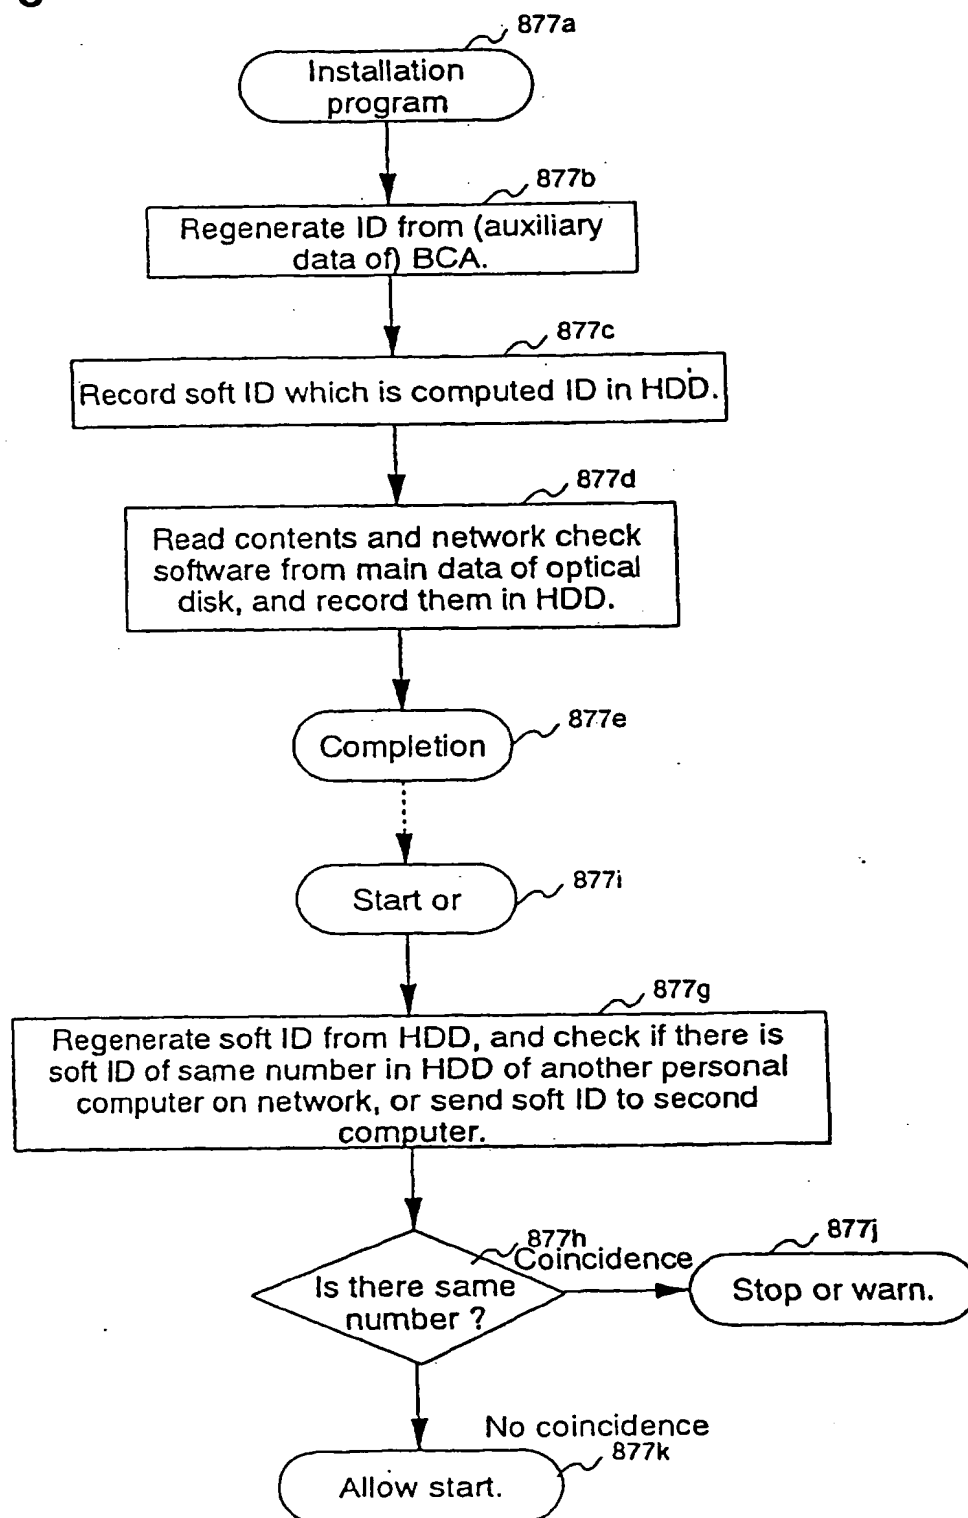 877a
Installation
program
877b
Regenerate ID from (auxiliary
data of) BCA.
877c
Record soft ID which is computed ID in HDD.
877d
Read contents and network check
software from main data of optical
disk, and record them in HDD.
877e
Completion
877i
Start or
877g
Regenerate soft ID from HDD, and check if there is
soft ID of same number in HDD of another personal
computer on network, or send soft ID to second
computer.
877h
Coincidence
877j
Is there same
number ?
Stop or warn.
No coincidence
877k
Allow start.